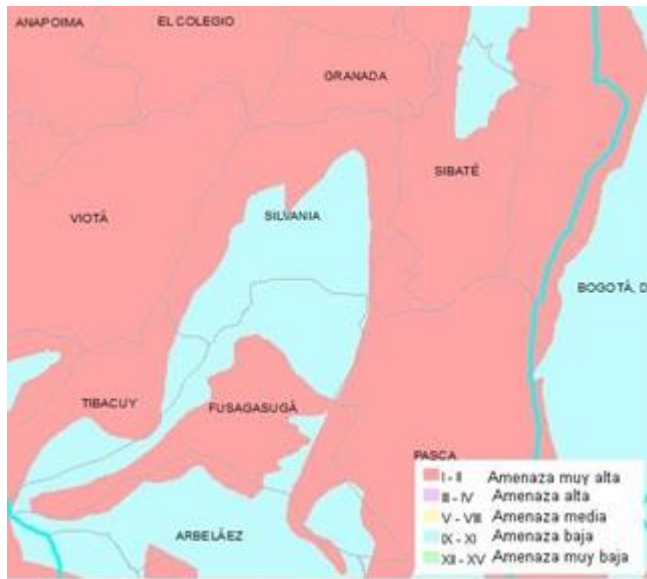 ANAPOIMA
EL COLEGIO
GRANADA
SIBATÉ
VIOTÁ
SILVANIA
BOGOTÁ, D
TIBACUY
FUSAGASUGÁ
PASCA
ARBELÁEZ
I - II Amenaza muy alta
III - IV Amenaza alta
V - VIII Amenaza media
IX - XI Amenaza baja
XII - XV Amenaza muy baja